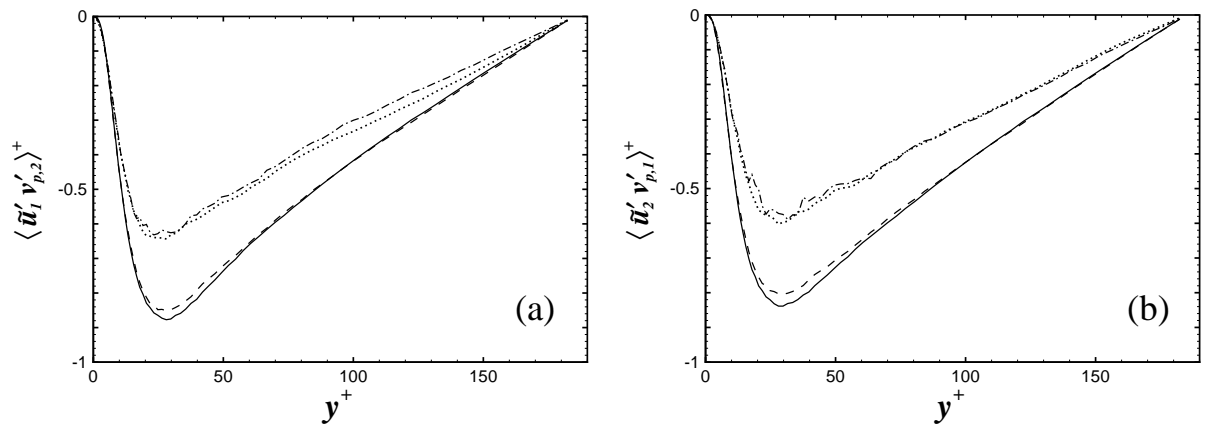 0
-0.5
-1
⟨ ũ′₁ v′ₚ,₂ ⟩⁺
(a)
0 50 100 150
y⁺
0
-0.5
-1
⟨ ũ′₂ v′ₚ,₁ ⟩⁺
(b)
0 50 100 150
y⁺